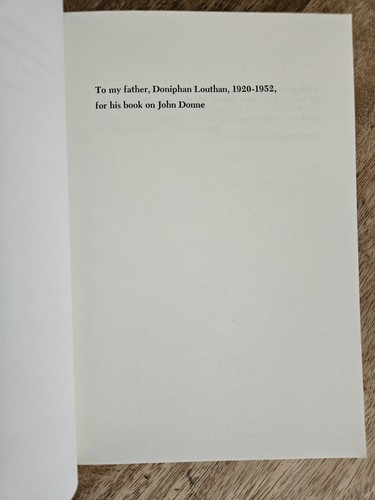 To my father, Doniphan Louthan, 1920-1952,
for his book on John Donne